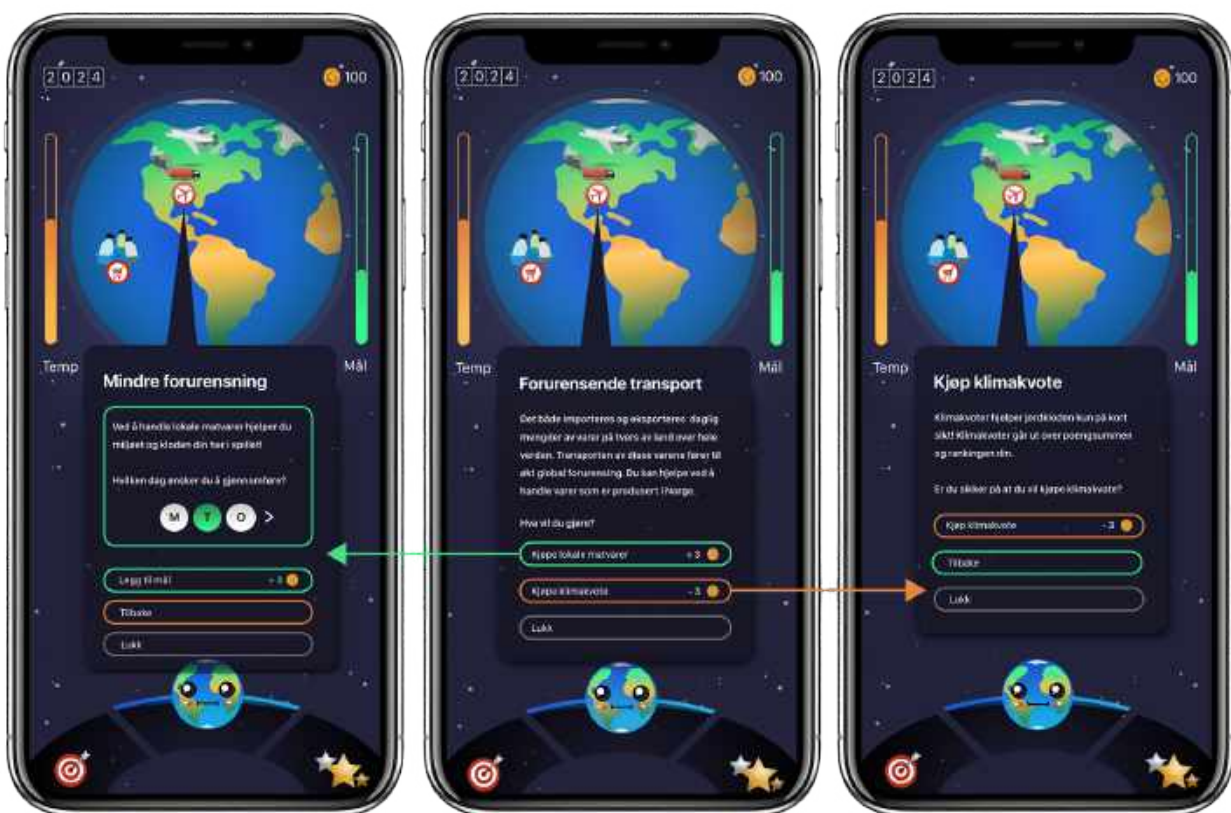 2024
100
Temp
Mål
Mindre forurensning
Ved å handle lokale matvarer hjelper du
miljøet og kloden din her i spillet!
Hvilken dag ønsker du å gjennomføre?
M T O >
Legg til mål + 3
Tilbake
Lukk
2024
100
Temp
Mål
Forurensende transport
Det både importeres og eksporteres daglig
mengder av varer på tvers av land over hele
verden. Transporten av disse varene fører til
økt global forurensing. Du kan hjelpe ved å
handle varer som er produsert i Norge.
Hva vil du gjøre?
Kjøpe lokale matvarer + 3
Kjøpe klimakvote - 3
Lukk
2024
100
Temp
Mål
Kjøp klimakvote
Klimakvoter hjelper jordkloden kun på kort
sikt! Klimakvoter går ut over poengsummen
og rankingen din.
Er du sikker på at du vil kjøpe klimakvote?
Kjøp klimakvote - 3
Tilbake
Lukk